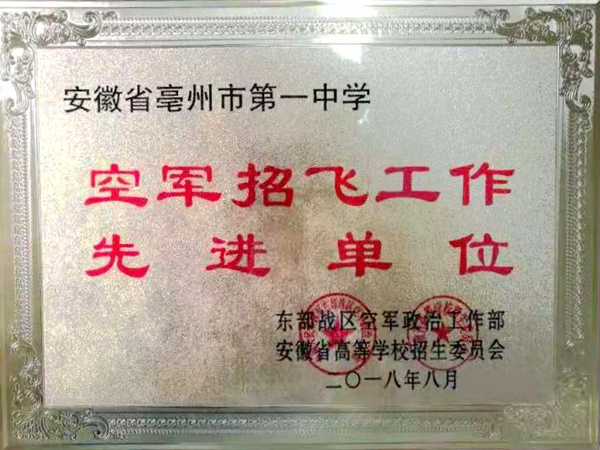 安徽省亳州市第一中学
空军招飞工作
先进单位
东部战区空军政治工作部
安徽省高等学校招生委员会
二〇一八年八月